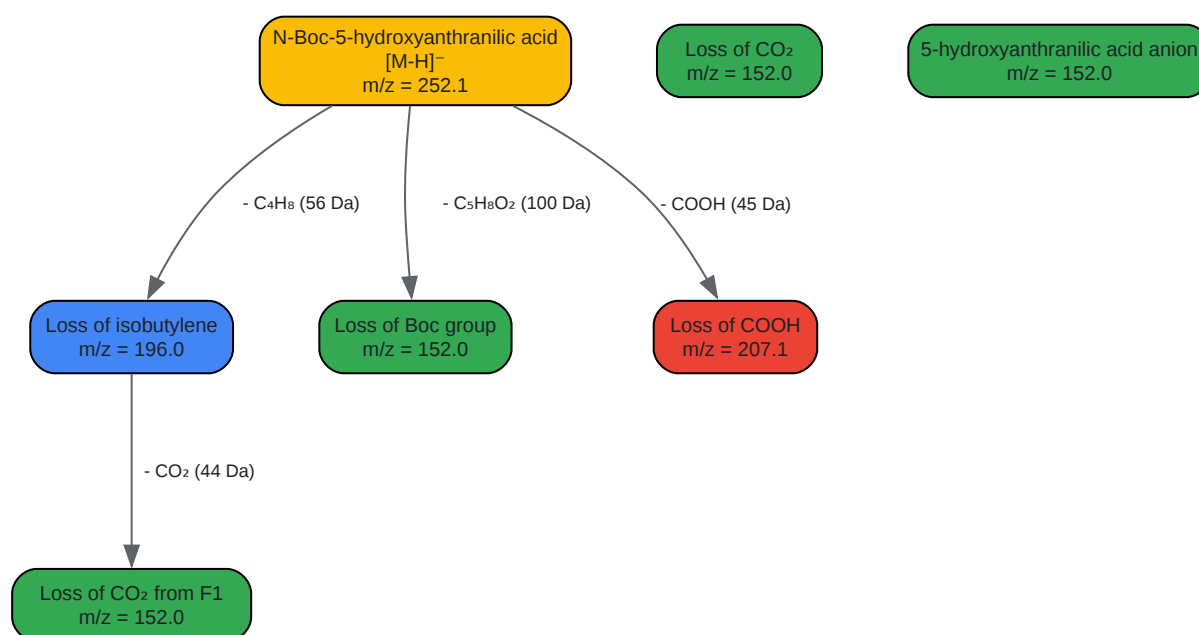 N-Boc-5-hydroxyanthranilic acid
[M-H]⁻
m/z = 252.1
Loss of CO₂
m/z = 152.0
5-hydroxyanthranilic acid anion
m/z = 152.0
- C₄H₈ (56 Da)
- C₅H₈O₂ (100 Da)
- COOH (45 Da)
Loss of isobutylene
m/z = 196.0
Loss of Boc group
m/z = 152.0
Loss of COOH
m/z = 207.1
- CO₂ (44 Da)
Loss of CO₂ from F1
m/z = 152.0